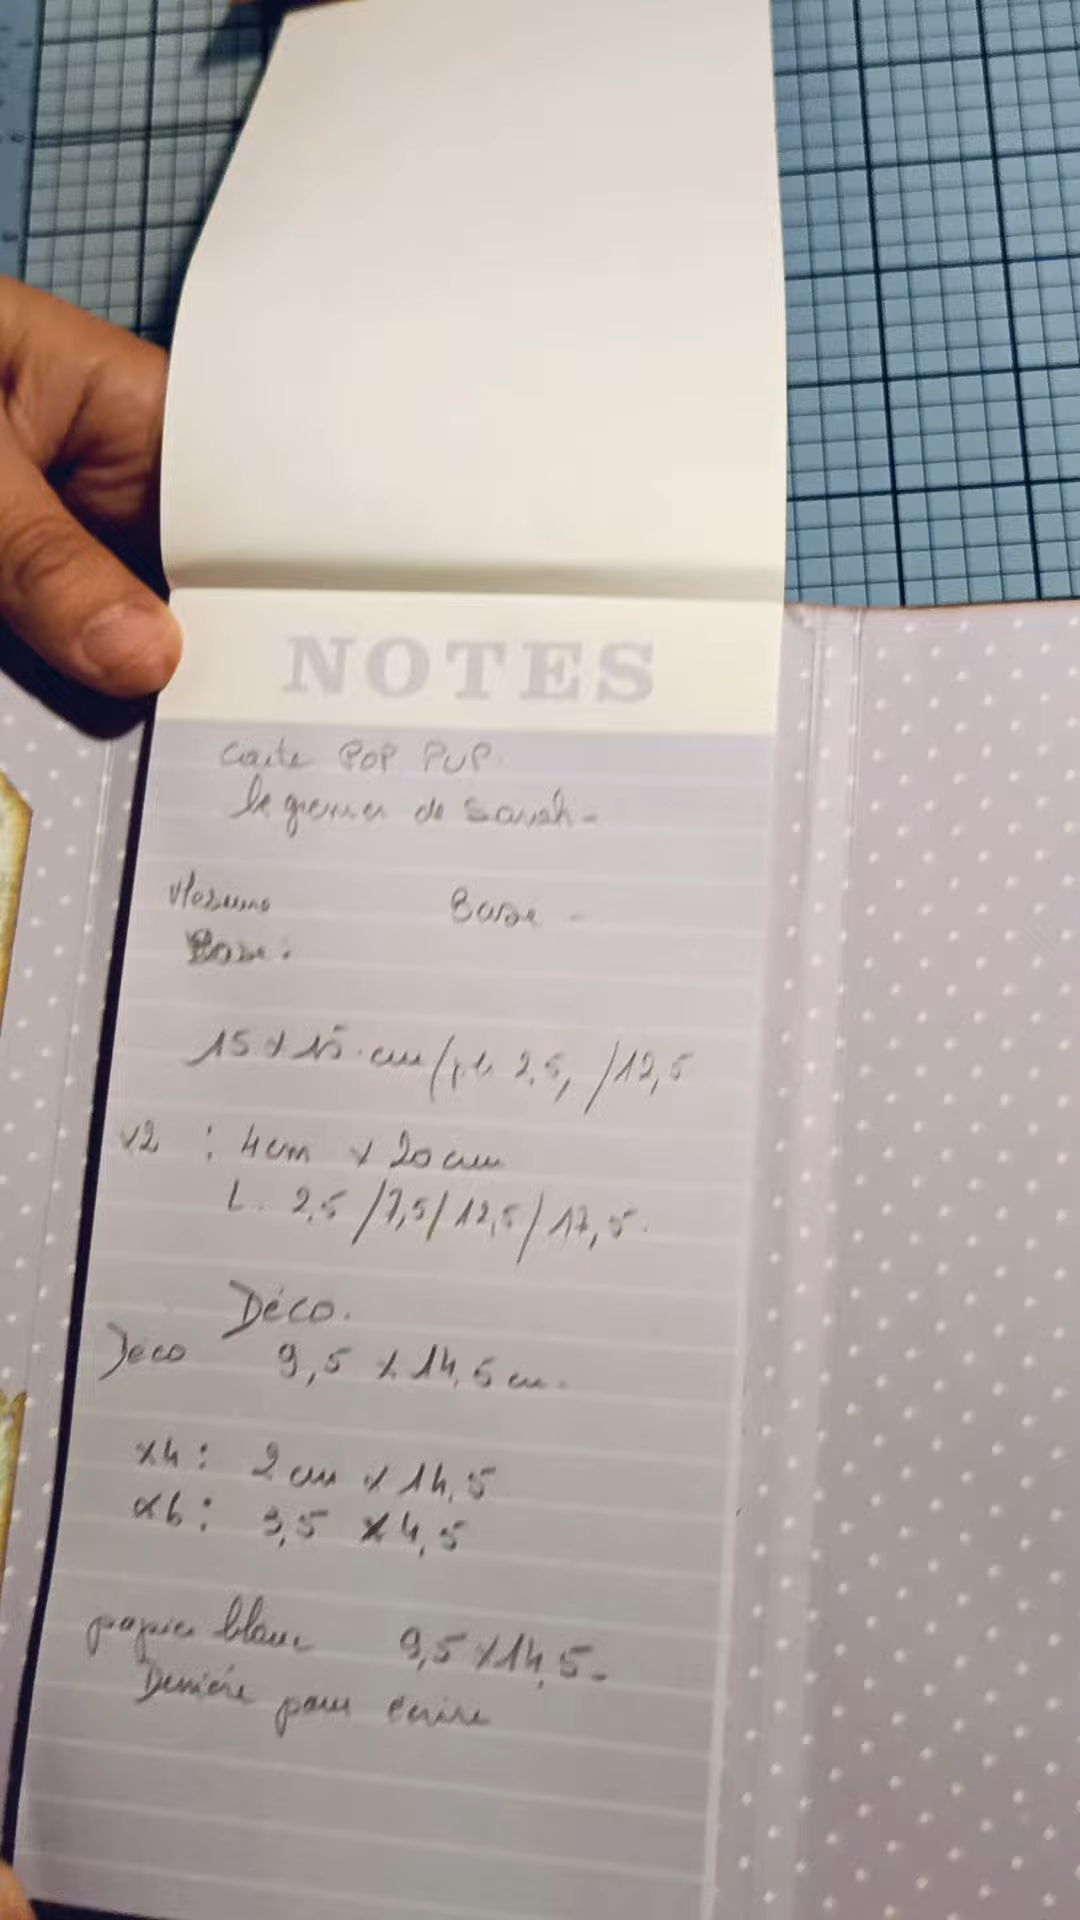 NOTES
Carte POP PUP
le grenier de Sarah -
Mesures Base -
Base :
15 x 15 cm / pli 2,5, / 12,5
x2 : 4cm x 20 cm
L. 2,5 / 7,5 / 12,5 / 17,5.
Déco.
Deco 9,5 x 14,5 cm.
x4 : 2 cm x 14,5
x6 : 3,5 x 4,5
papier blanc 9,5 x 14,5 -
Derrière pour écrire